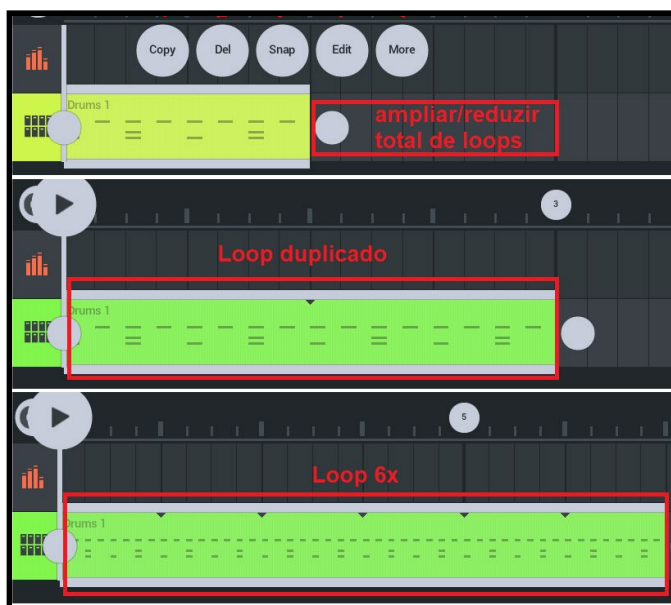 Copy Del Snap Edit More
Drums 1
ampliar/reduzir
total de loops
3
Loop duplicado
Drums 1
5
Loop 6x
Drums 1